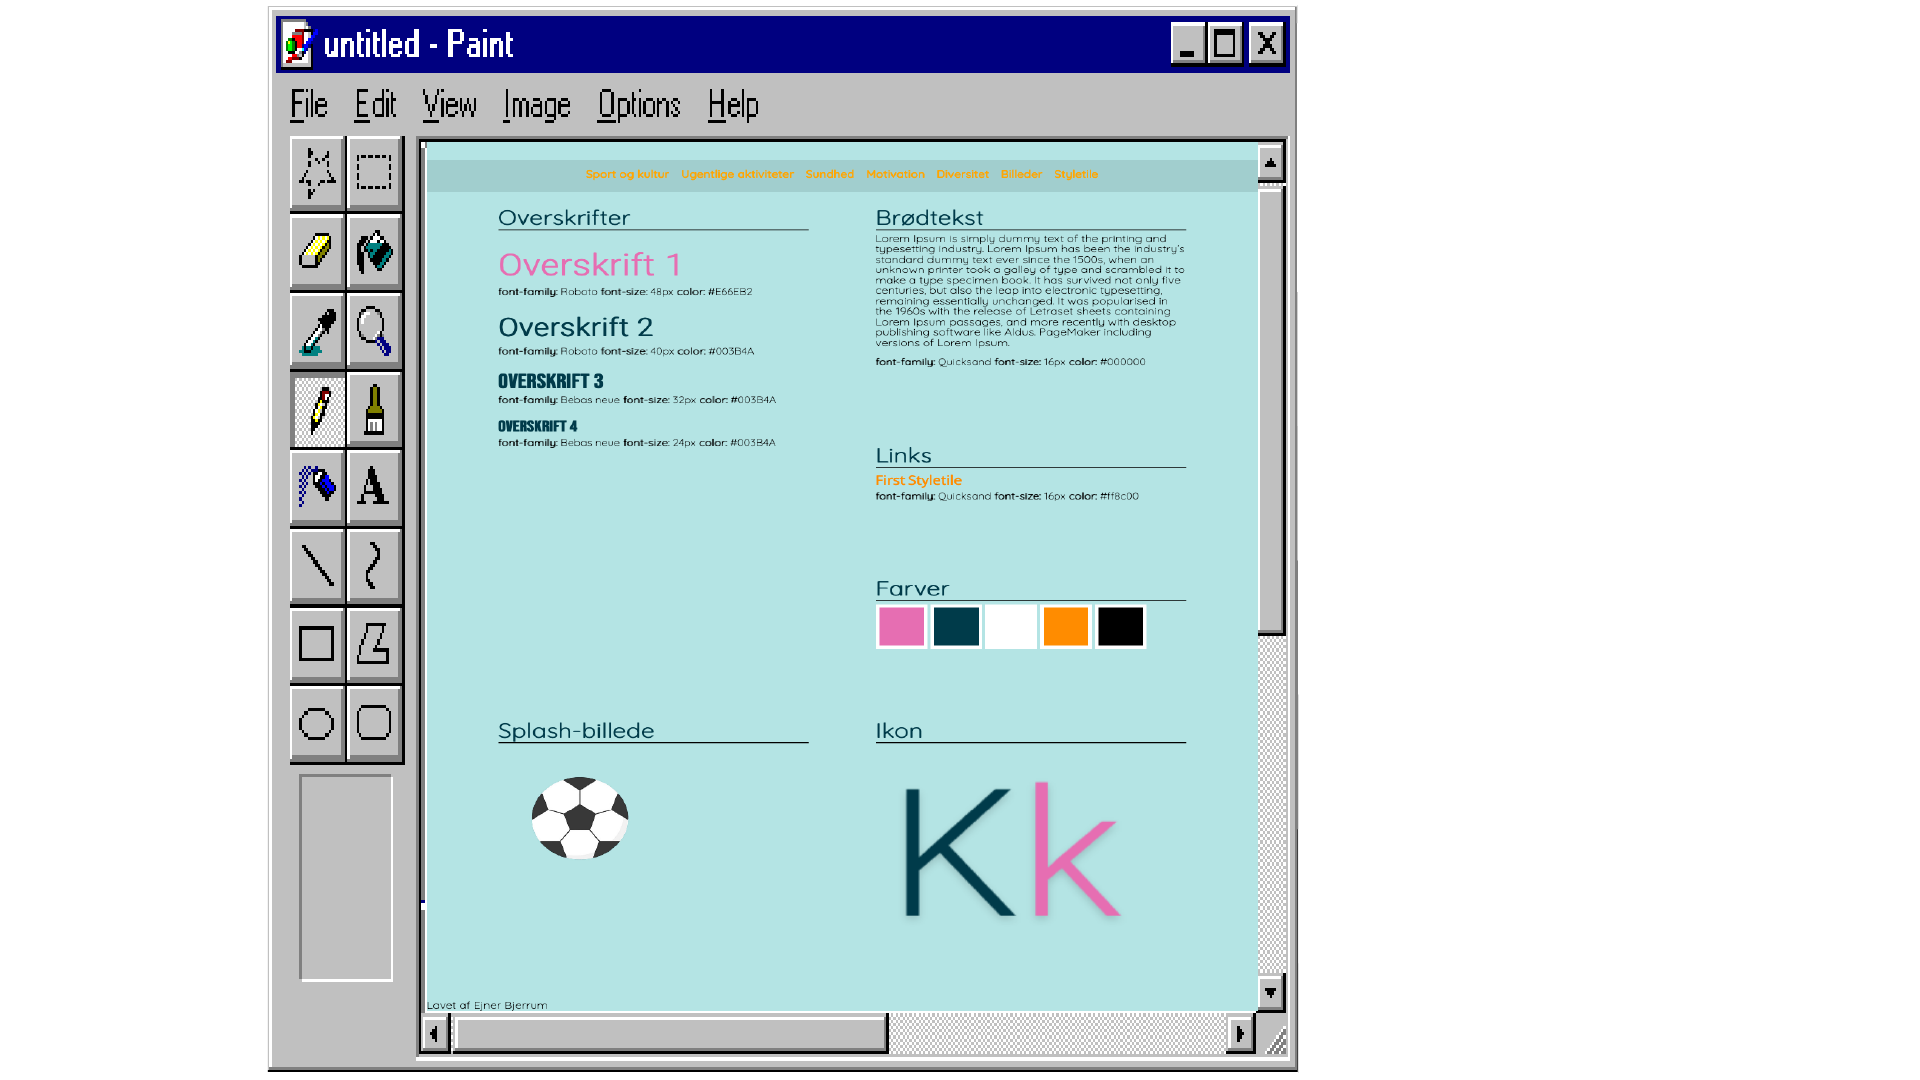 untitled - Paint
File Edit View Image Options Help
Sport og kultur Ugentlige aktiviteter Sundhed Motivation Diversitet Billeder Styletile
Overskrifter
Overskrift 1
font-family: Roboto font-size: 48px color: #E66EB2
Overskrift 2
font-family: Roboto font-size: 40px color: #003B4A
OVERSKRIFT 3
font-family: Bebas neue font-size: 32px color: #003B4A
OVERSKRIFT 4
font-family: Bebas neue font-size: 24px color: #003B4A
Brødtekst
Lorem Ipsum is simply dummy text of the printing and
typesetting industry. Lorem Ipsum has been the industry's
standard dummy text ever since the 1500s, when an
unknown printer took a galley of type and scrambled it to
make a type specimen book. It has survived not only five
centuries, but also the leap into electronic typesetting,
remaining essentially unchanged. It was popularised in
the 1960s with the release of Letraset sheets containing
Lorem Ipsum passages, and more recently with desktop
publishing software like Aldus. PageMaker including
versions of Lorem Ipsum.
font-family: Quicksand font-size: 16px color: #000000
Links
First Styletile
font-family: Quicksand font-size: 16px color: #ff8c00
Farver
Splash-billede
Ikon
Kk
A
Lavet af Ejner Bjerrum